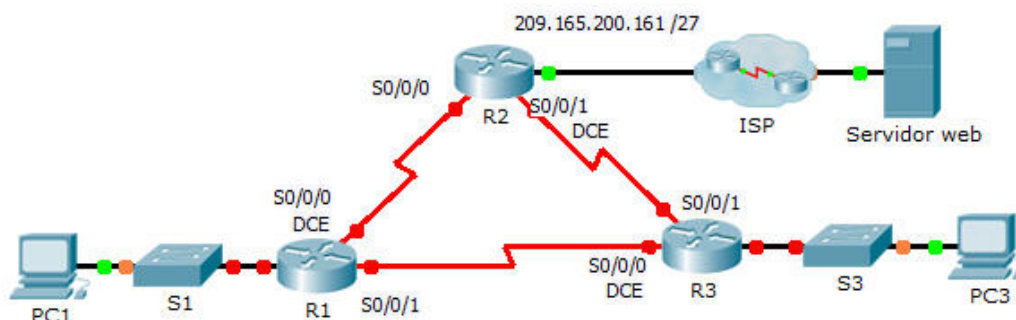 209.165.200.161 /27
S0/0/0
R2
S0/0/1
DCE
ISP
Servidor web
S0/0/0
DCE
S0/0/1
S0/0/0
DCE
PC1
S1
R1
S0/0/1
R3
S3
PC3